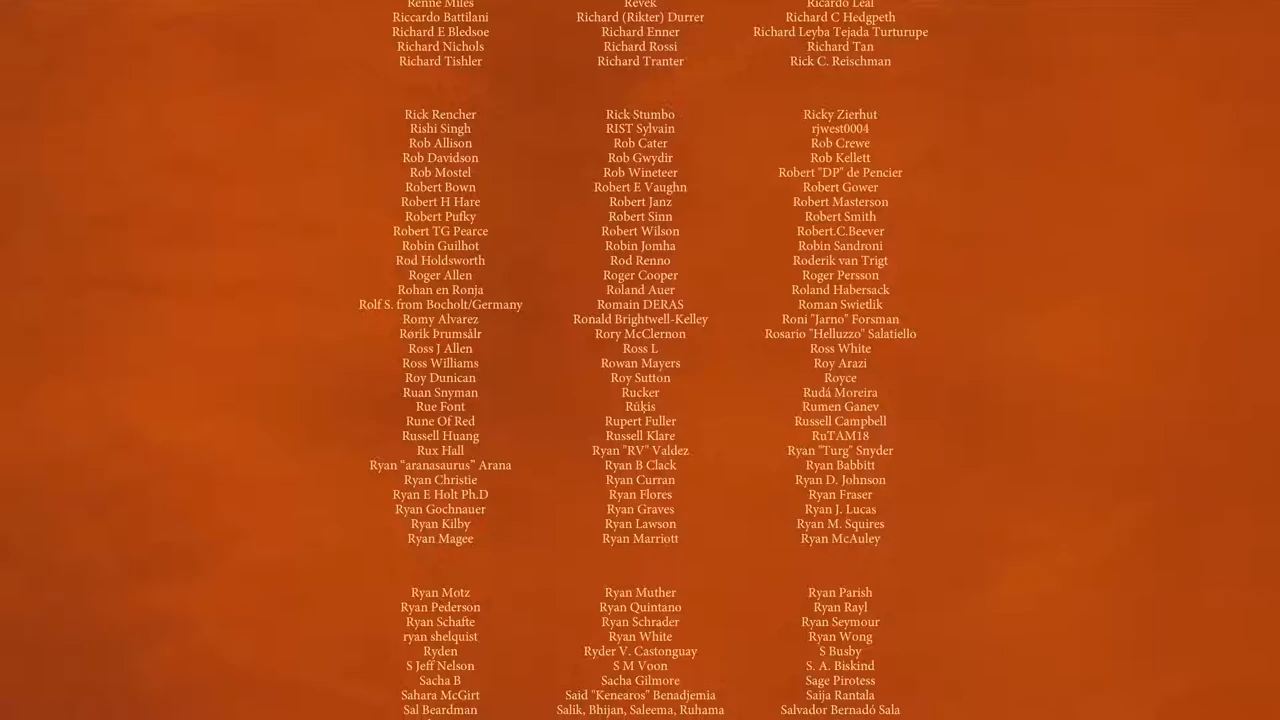 Renne Miles Revek Ricardo Leal
Riccardo Battilani Richard (Rikter) Durrer Richard C Hedgpeth
Richard E Bledsoe Richard Enner Richard Leyba Tejada Turturupe
Richard Nichols Richard Rossi Richard Tan
Richard Tishler Richard Tranter Rick C. Reischman
Rick Rencher Rick Stumbo Ricky Zierhut
Rishi Singh RIST Sylvain rjwest0004
Rob Allison Rob Cater Rob Crewe
Rob Davidson Rob Gwydir Rob Kellett
Rob Mostel Rob Wineteer Robert "DP" de Pencier
Robert Bown Robert E Vaughn Robert Gower
Robert H Hare Robert Janz Robert Masterson
Robert Pufky Robert Sinn Robert Smith
Robert TG Pearce Robert Wilson Robert.C.Beever
Robin Guilhot Robin Jomha Robin Sandroni
Rod Holdsworth Rod Renno Roderik van Trigt
Roger Allen Roger Cooper Roger Persson
Rohan en Ronja Roland Auer Roland Habersack
Rolf S. from Bocholt/Germany Romain DERAS Roman Swietlik
Romy Alvarez Ronald Brightwell-Kelley Roni "Jarno" Forsman
Rørik Þrumsålr Rory McClernon Rosario "Helluzzo" Salatiello
Ross J Allen Ross L Ross White
Ross Williams Rowan Mayers Roy Arazi
Roy Dunican Roy Sutton Royce
Ruan Snyman Rucker Rudá Moreira
Rue Font Rūķis Rumen Ganev
Rune Of Red Rupert Fuller Russell Campbell
Russell Huang Russell Klare RuTAM18
Rux Hall Ryan "RV" Valdez Ryan "Turg" Snyder
Ryan “aranasaurus” Arana Ryan B Clack Ryan Babbitt
Ryan Christie Ryan Curran Ryan D. Johnson
Ryan E Holt Ph.D Ryan Flores Ryan Fraser
Ryan Gochnauer Ryan Graves Ryan J. Lucas
Ryan Kilby Ryan Lawson Ryan M. Squires
Ryan Magee Ryan Marriott Ryan McAuley
Ryan Motz Ryan Muther Ryan Parish
Ryan Pederson Ryan Quintano Ryan Rayl
Ryan Schafte Ryan Schrader Ryan Seymour
ryan shelquist Ryan White Ryan Wong
Ryden Ryder V. Castonguay S Busby
S Jeff Nelson S M Voon S. A. Biskind
Sacha B Sacha Gilmore Sage Pirotess
Sahara McGirt Said "Kenearos" Benadjemia Saija Rantala
Sal Beardman Salik, Bhijan, Saleema, Ruhama Salvador Bernadó Sala